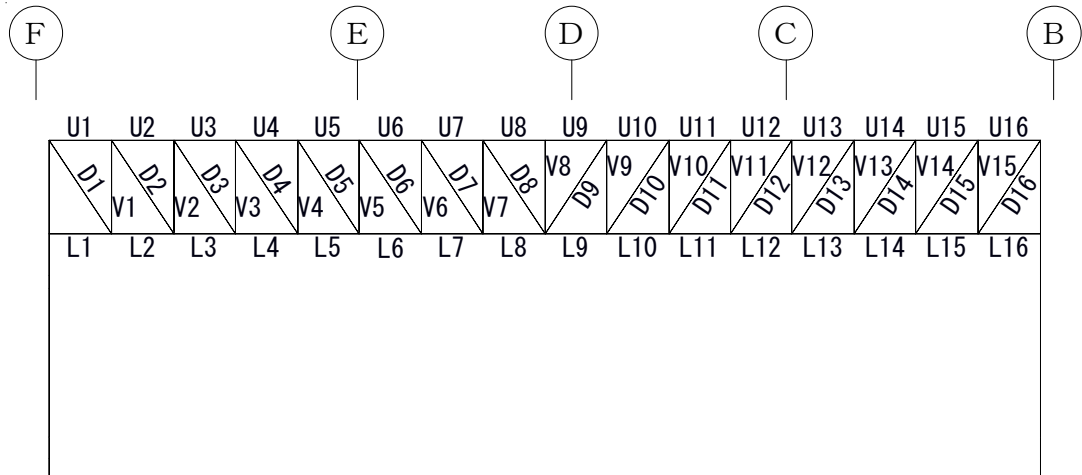 F E D C B
U1 U2 U3 U4 U5 U6 U7 U8 U9 U10 U11 U12 U13 U14 U15 U16
D1 D2 D3 D4 D5 D6 D7 D8 D9 D10 D11 D12 D13 D14 D15 D16
V1 V2 V3 V4 V5 V6 V7 V8 V9 V10 V11 V12 V13 V14 V15
L1 L2 L3 L4 L5 L6 L7 L8 L9 L10 L11 L12 L13 L14 L15 L16